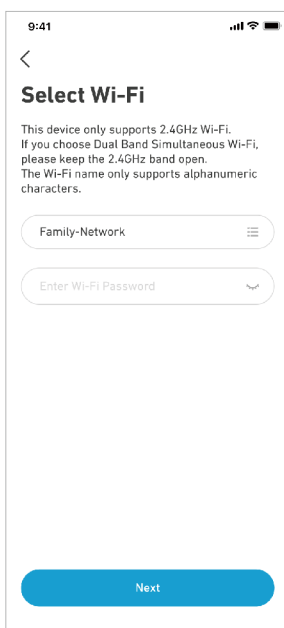 9:41
Select Wi-Fi
This device only supports 2.4GHz Wi-Fi.
If you choose Dual Band Simultaneous Wi-Fi,
please keep the 2.4GHz band open.
The Wi-Fi name only supports alphanumeric
characters.
Family-Network
Enter Wi-Fi Password
Next